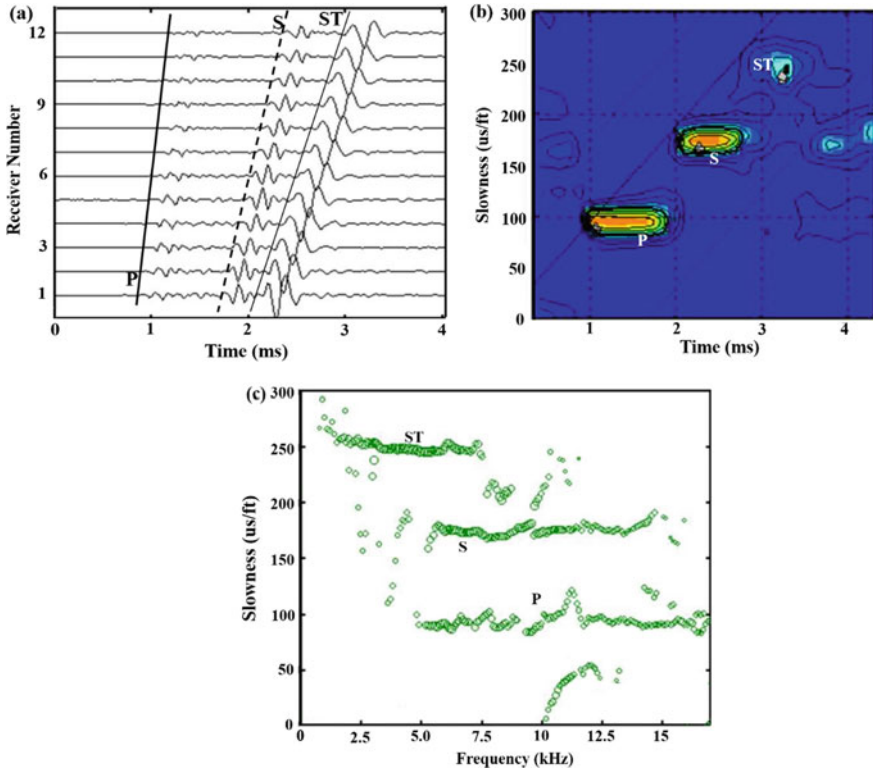 (a)
S
ST
P
12
9
6
3
1
Receiver Number
0
1
2
3
4
Time (ms)
(b)
300
250
200
150
100
50
0
Slowness (us/ft)
ST
S
P
1
2
3
4
Time (ms)
(c)
300
250
200
150
100
50
0
Slowness (us/ft)
ST
S
P
0
2.5
5.0
7.5
10
12.5
15
Frequency (kHz)